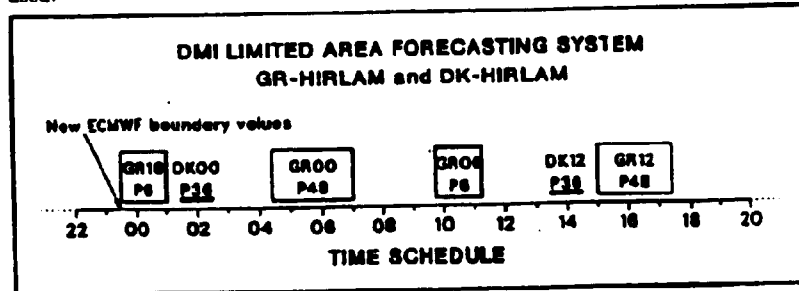 DMI LIMITED AREA FORECASTING SYSTEM
GR-HIRLAM and DK-HIRLAM
New ECMWF boundary values
GR18 DK00 GR00 GR06 DK12 GR12
P6 P36 P48 P6 P36 P48
22 00 02 04 06 08 10 12 14 16 18 20
TIME SCHEDULE